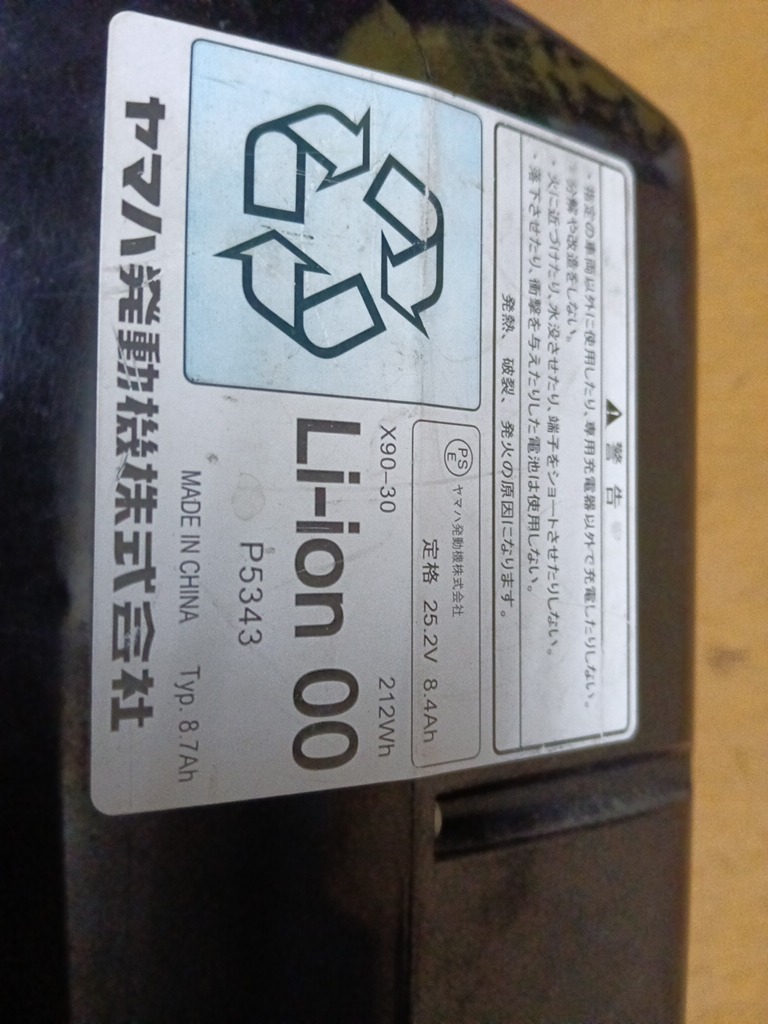 ⚠ 警告
・指定の車両以外に使用したり、専用充電器以外で充電したりしない。
・分解や改造をしない。
・火に近づけたり、水没させたり、端子をショートさせたりしない。
・落下させたり、衝撃を与えたりした電池は使用しない。
発熱、破裂、発火の原因になります。
PS
E
ヤマハ発動機株式会社
定格 25.2V 8.4Ah
X90-30 212Wh
Li-ion 00
P5343
MADE IN CHINA Typ. 8.7Ah
ヤマハ発動機株式会社